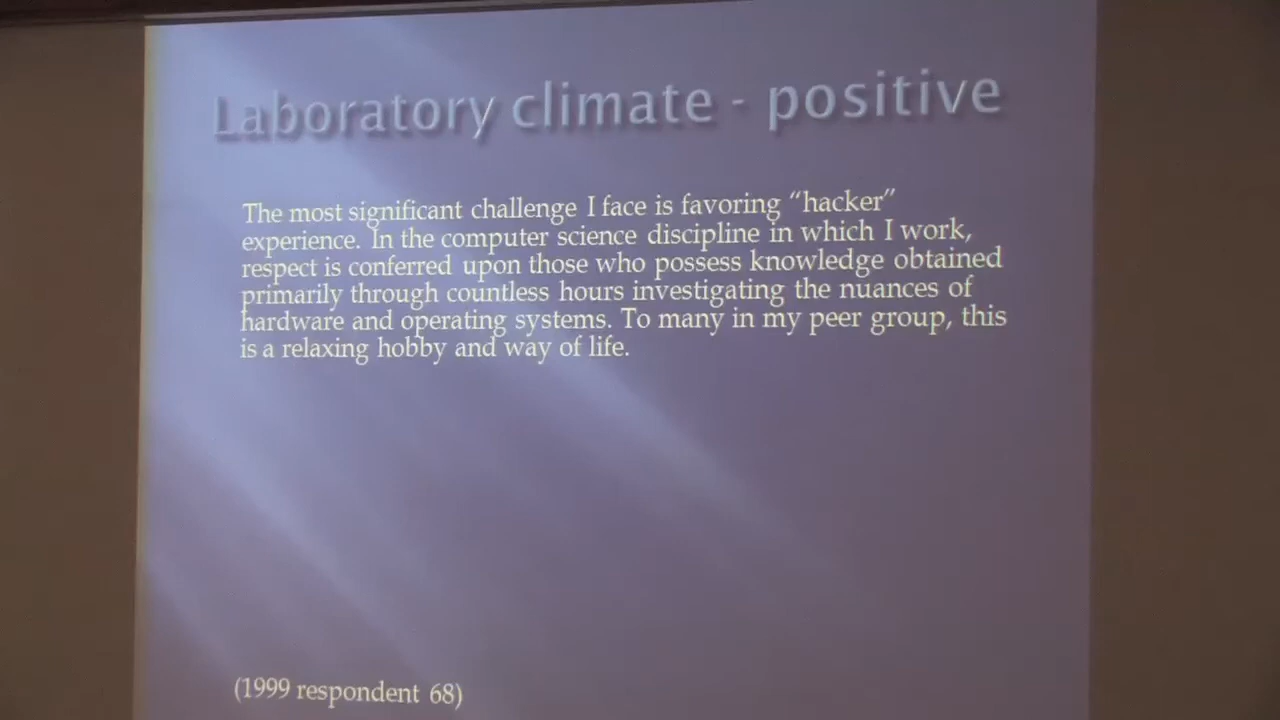 Laboratory climate - positive
The most significant challenge I face is favoring “hacker”
experience. In the computer science discipline in which I work,
respect is conferred upon those who possess knowledge obtained
primarily through countless hours investigating the nuances of
hardware and operating systems. To many in my peer group, this
is a relaxing hobby and way of life.
(1999 respondent 68)